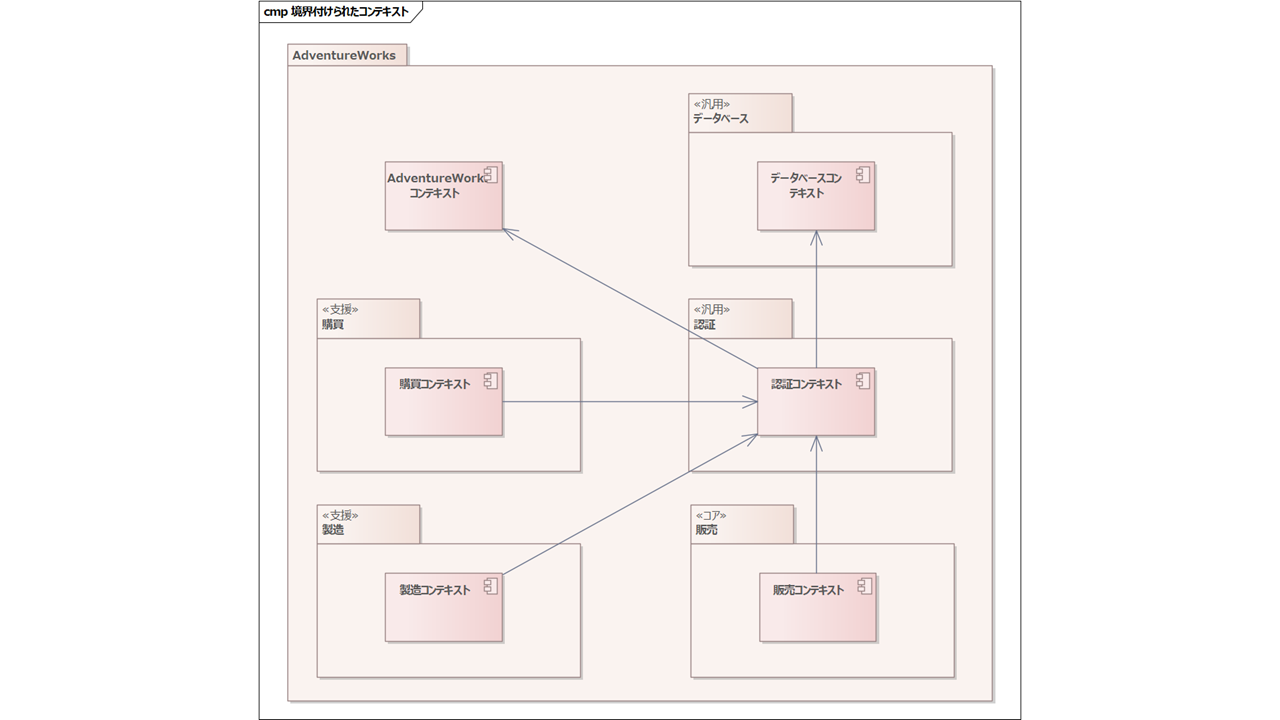 cmp 境界付けられたコンテキスト
AdventureWorks
«汎用»
データベース
AdventureWorks
コンテキスト
データベースコン
テキスト
«支援»
購買
«汎用»
認証
購買コンテキスト
認証コンテキスト
«支援»
製造
«コア»
販売
製造コンテキスト
販売コンテキスト